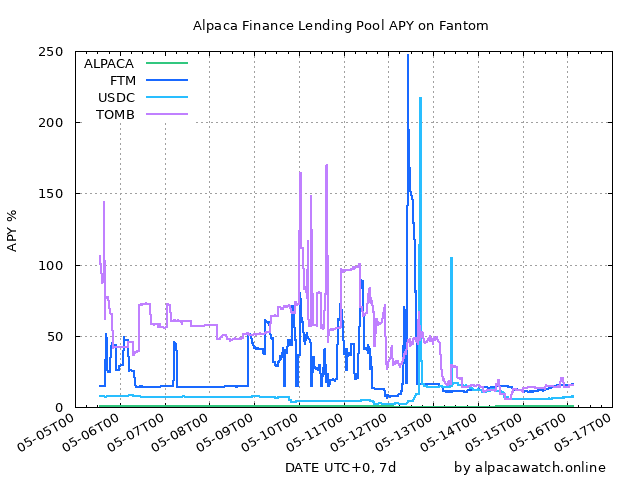 Alpaca Finance Lending Pool APY on Fantom
250
200
150
100
50
0
APY %
ALPACA
FTM
USDC
TOMB
05-05T00
05-06T00
05-07T00
05-08T00
05-09T00
05-10T00
05-11T00
05-12T00
05-13T00
05-14T00
05-15T00
05-16T00
05-17T00
DATE UTC+0, 7d
by alpacawatch.online